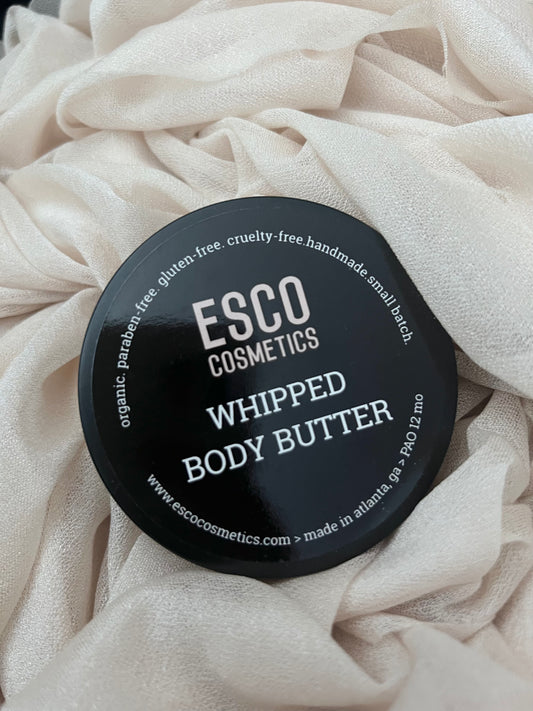 organic. paraben-free. gluten-free. cruelty-free.handmade.small batch.
ESCO
COSMETICS
WHIPPED
BODY BUTTER
www.escocosmetics.com > made in atlanta, ga > PAO 12 mo